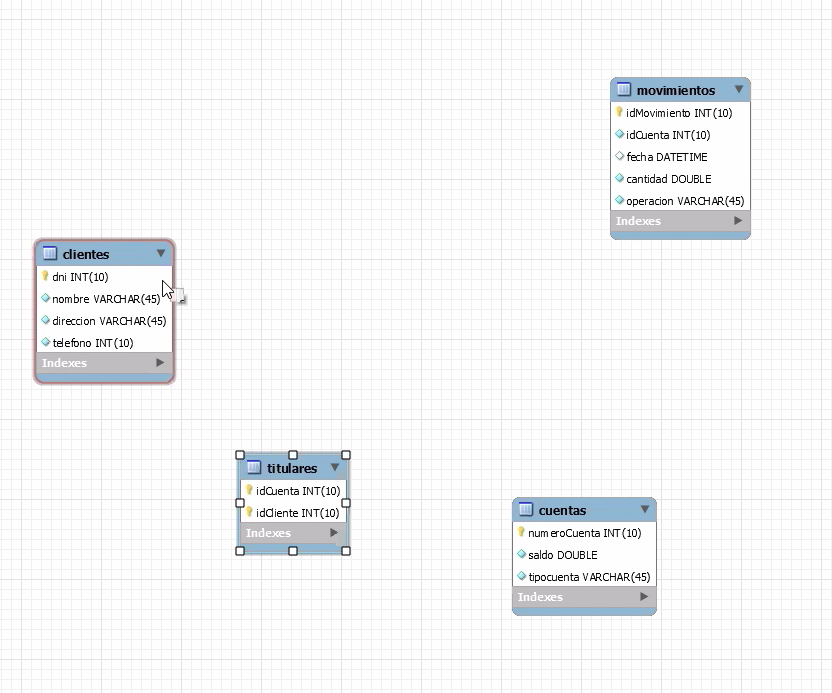 movimientos
idMovimiento INT(10)
idCuenta INT(10)
fecha DATETIME
cantidad DOUBLE
operacion VARCHAR(45)
Indexes
clientes
dni INT(10)
nombre VARCHAR(45)
direccion VARCHAR(45)
telefono INT(10)
Indexes
titulares
idCuenta INT(10)
idCliente INT(10)
Indexes
cuentas
numeroCuenta INT(10)
saldo DOUBLE
tipocuenta VARCHAR(45)
Indexes